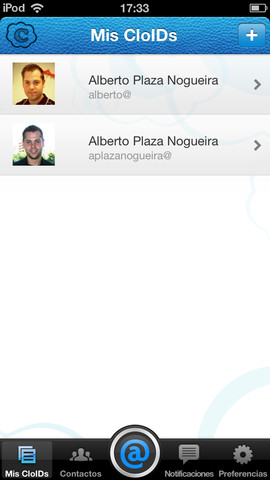 iPod 17:33
C
Mis CloIDs +
Alberto Plaza Nogueira
alberto@
Alberto Plaza Nogueira
aplazanogueira@
@
Mis CloIDs Contactos Notificaciones Preferencias